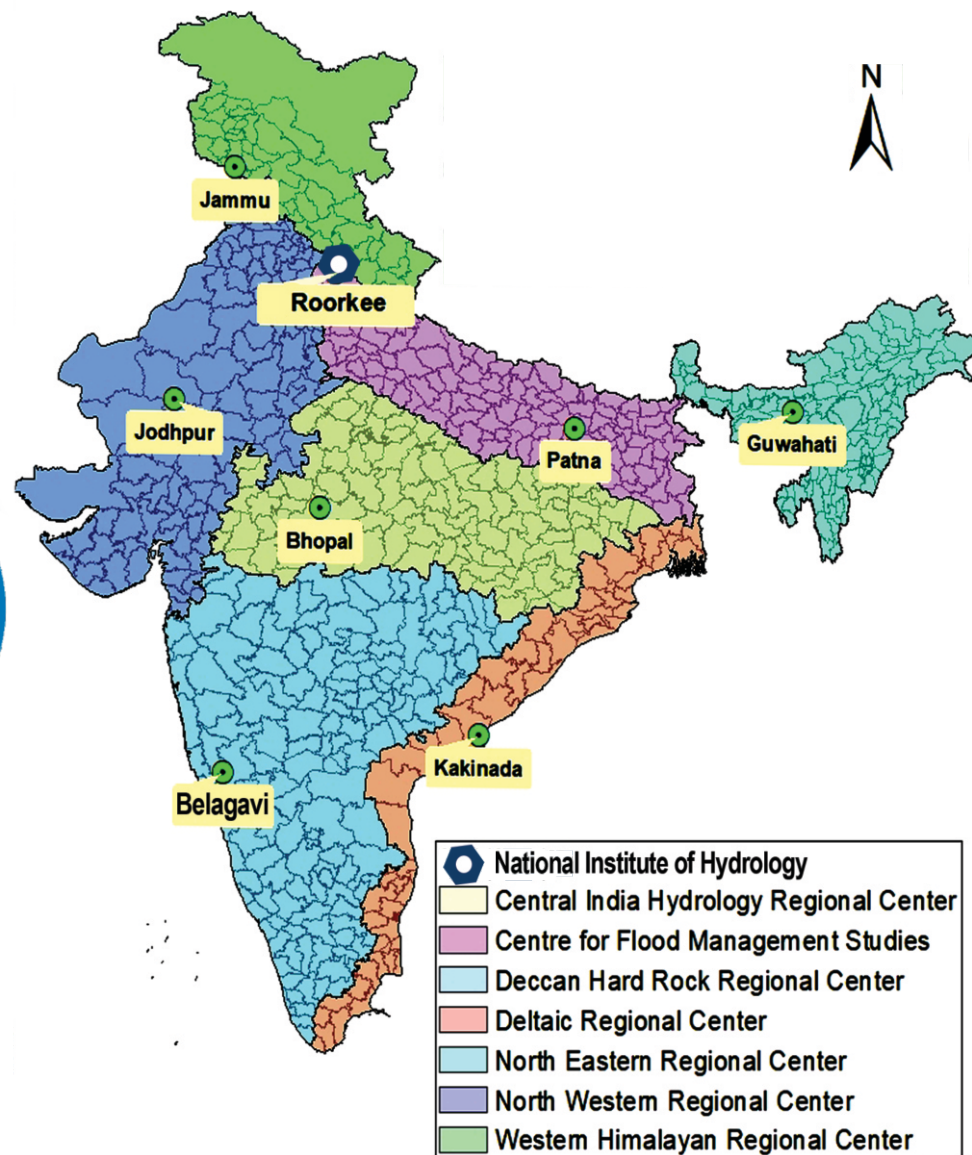 N
Jammu
Roorkee
Jodhpur
Patna
Guwahati
Bhopal
Kakinada
Belagavi
National Institute of Hydrology
Central India Hydrology Regional Center
Centre for Flood Management Studies
Deccan Hard Rock Regional Center
Deltaic Regional Center
North Eastern Regional Center
North Western Regional Center
Western Himalayan Regional Center